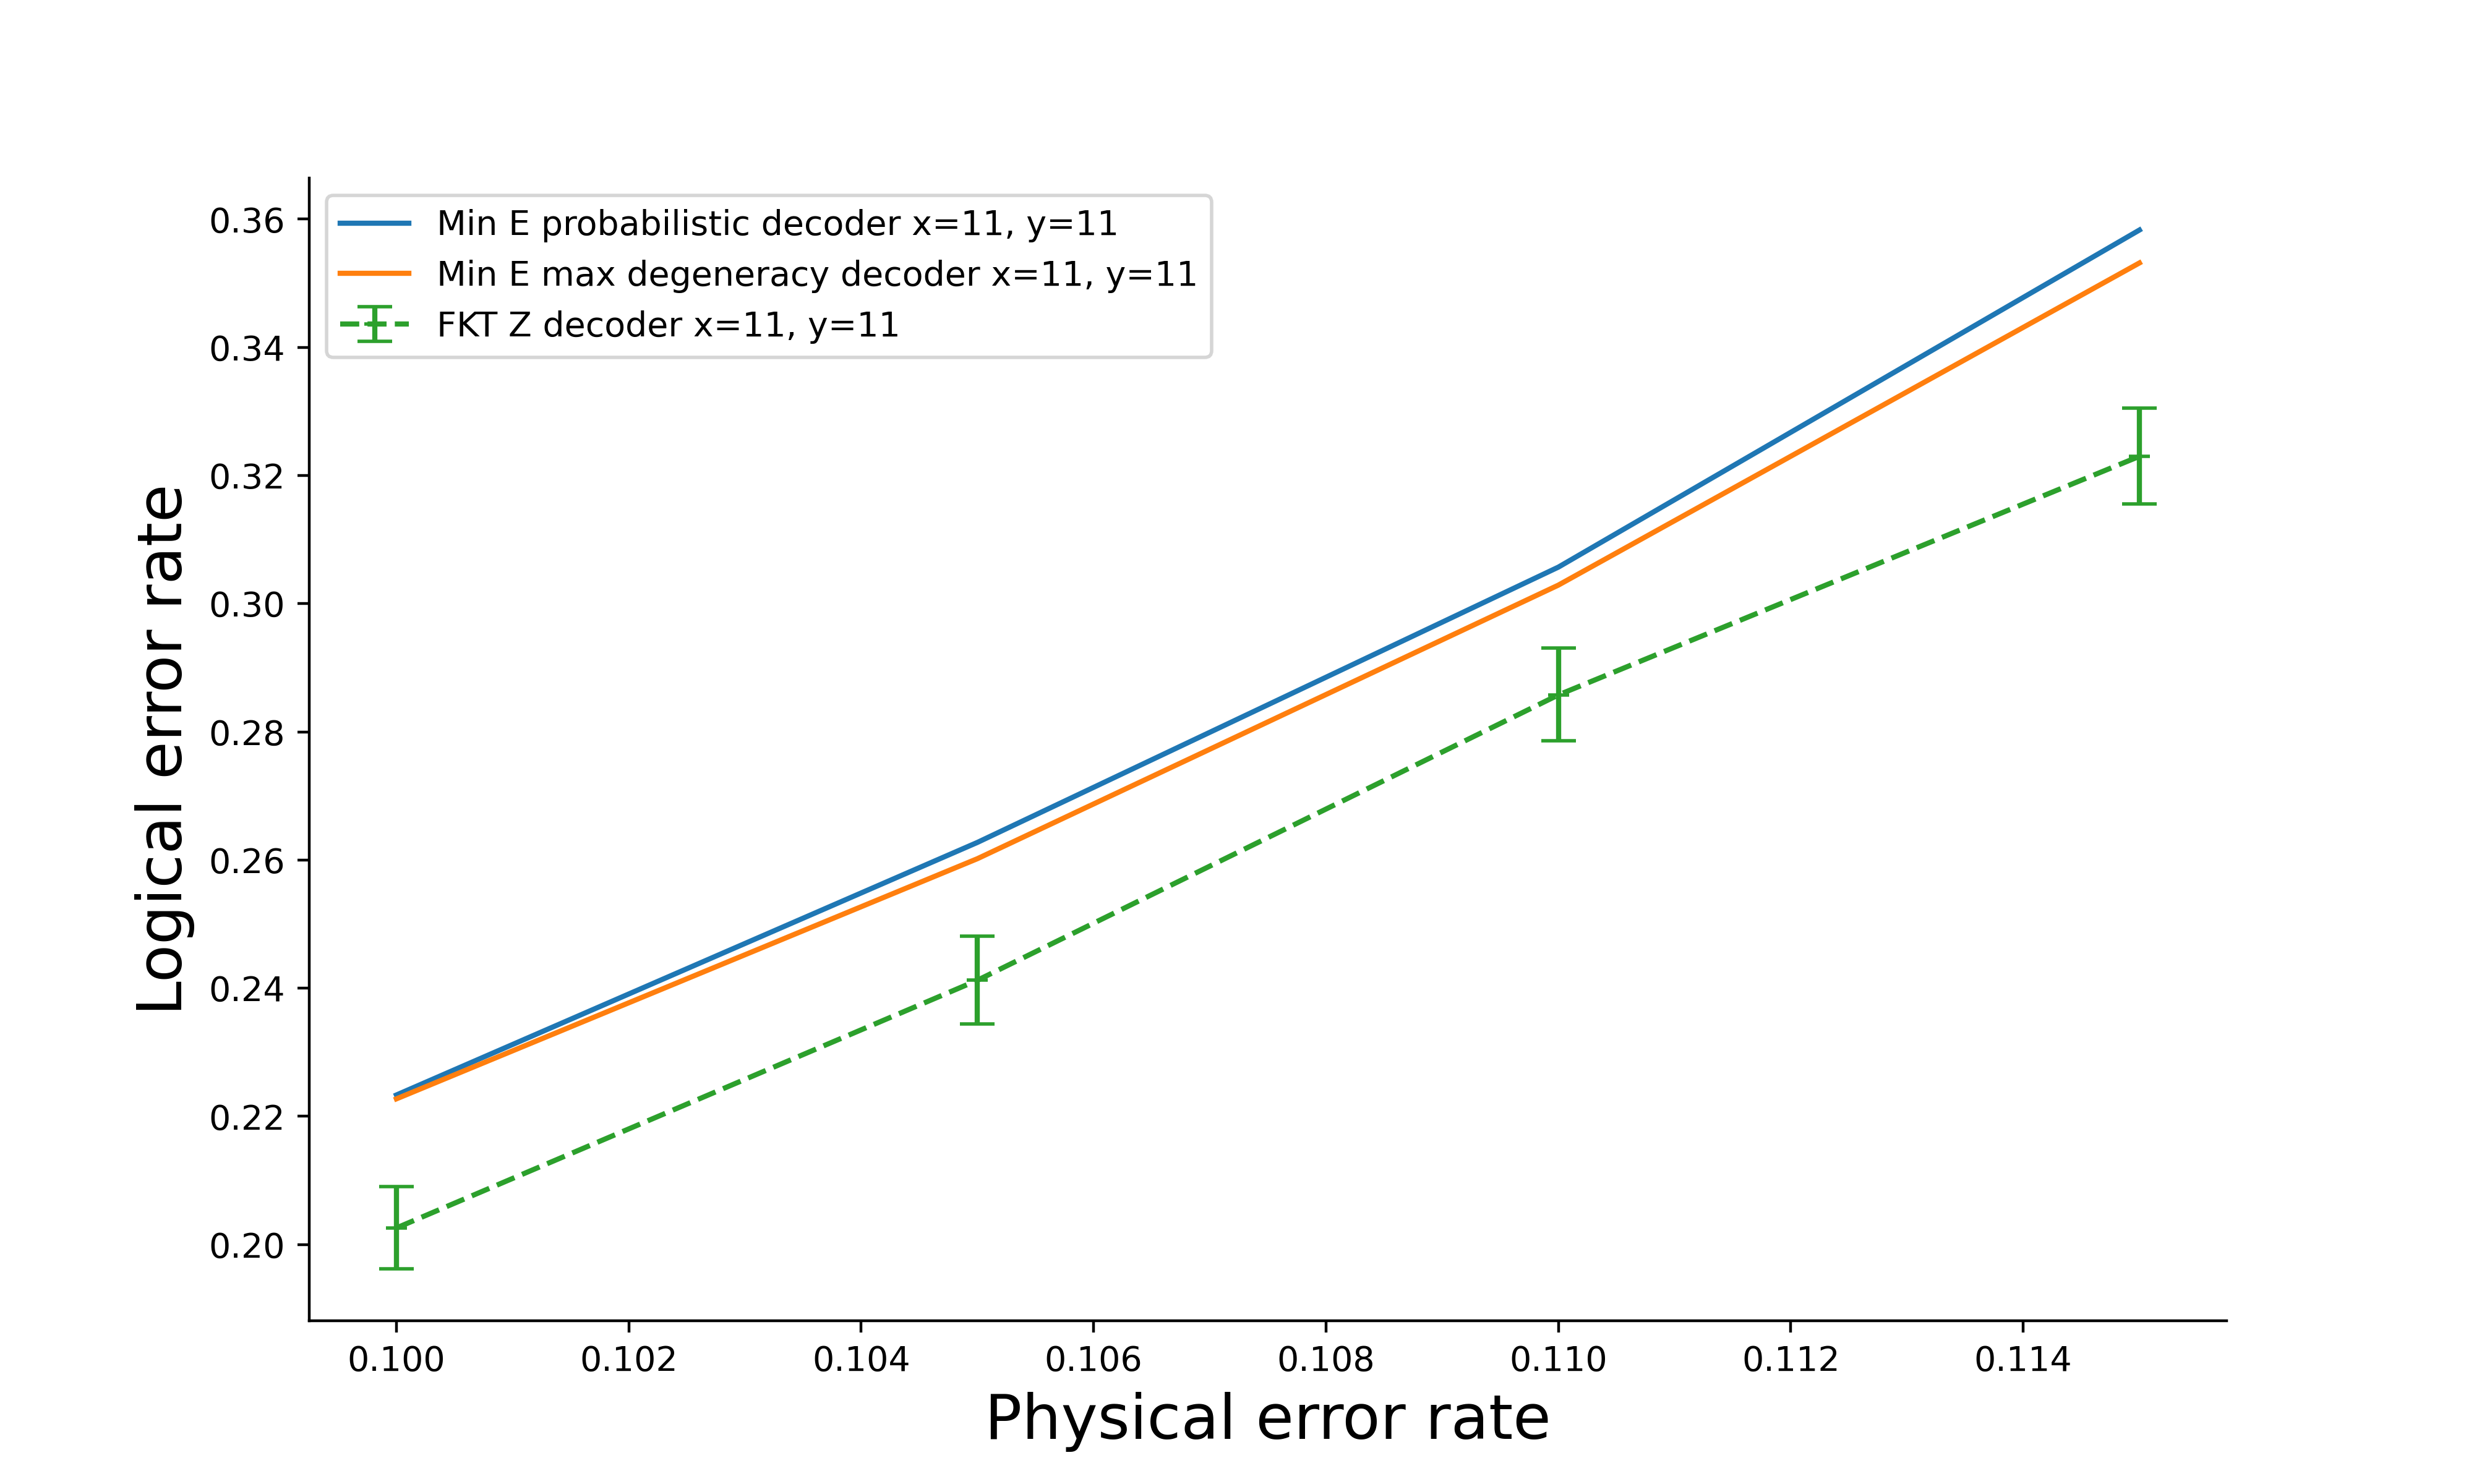 Min E probabilistic decoder x=11, y=11
Min E max degeneracy decoder x=11, y=11
FKT Z decoder x=11, y=11
Logical error rate
0.36
0.34
0.32
0.30
0.28
0.26
0.24
0.22
0.20
0.100 0.102 0.104 0.106 0.108 0.110 0.112 0.114
Physical error rate